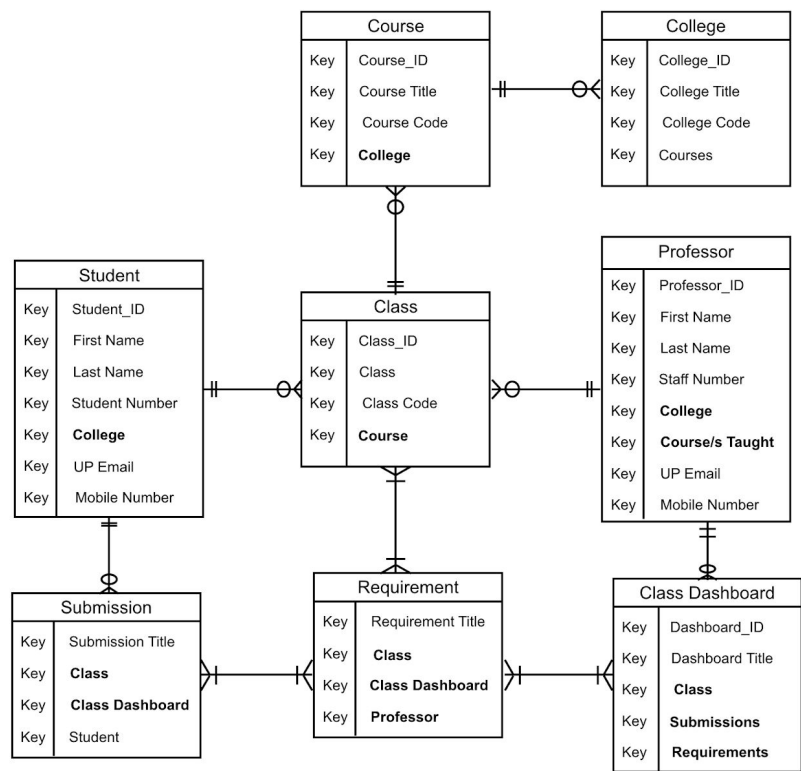 Course
Key Course_ID
Key Course Title
Key Course Code
Key College
College
Key College_ID
Key College Title
Key College Code
Key Courses
Student
Key Student_ID
Key First Name
Key Last Name
Key Student Number
Key College
Key UP Email
Key Mobile Number
Class
Key Class_ID
Key Class
Key Class Code
Key Course
Professor
Key Professor_ID
Key First Name
Key Last Name
Key Staff Number
Key College
Key Course/s Taught
Key UP Email
Key Mobile Number
Submission
Key Submission Title
Key Class
Key Class Dashboard
Key Student
Requirement
Key Requirement Title
Key Class
Key Class Dashboard
Key Professor
Class Dashboard
Key Dashboard_ID
Key Dashboard Title
Key Class
Key Submissions
Key Requirements